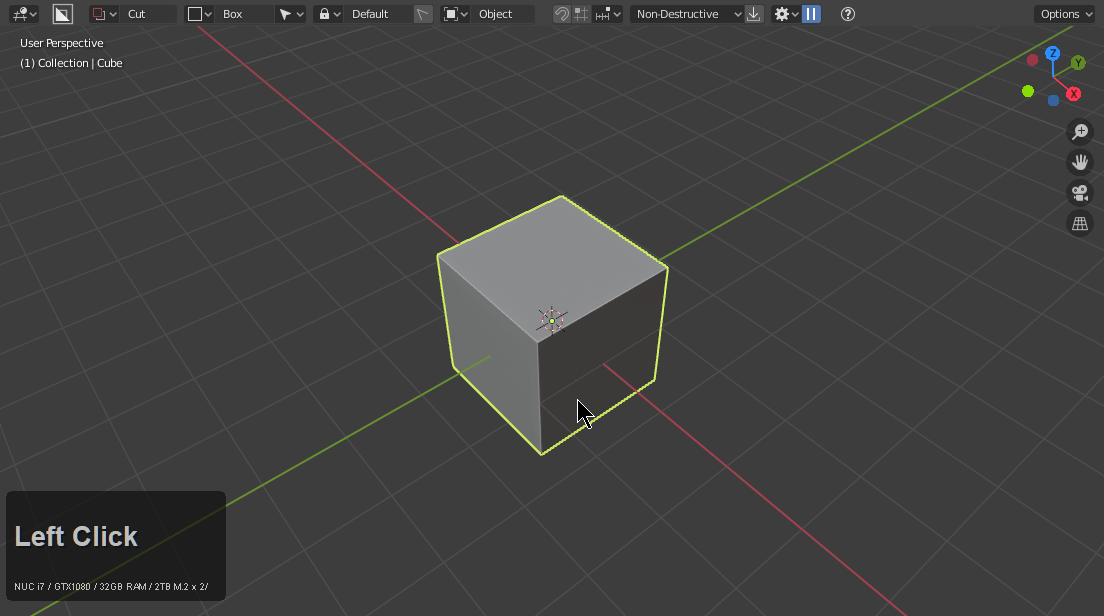 Cut Box Default Object Non-Destructive Options
User Perspective
(1) Collection | Cube
Z
Y
X
Left Click
NUC i7 / GTX1080 / 32GB RAM / 2TB M.2 x 2/